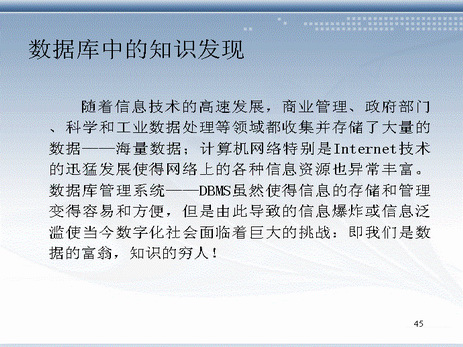 数据库中的知识发现
随着信息技术的高速发展，商业管理、政府部门
、科学和工业数据处理等领域都收集并存储了大量的
数据——海量数据；计算机网络特别是Internet技术
的迅猛发展使得网络上的各种信息资源也异常丰富。
数据库管理系统——DBMS虽然使得信息的存储和管理
变得容易和方便，但是由此导致的信息爆炸或信息泛
滥使当今数字化社会面临着巨大的挑战：即我们是数
据的富翁，知识的穷人！
45